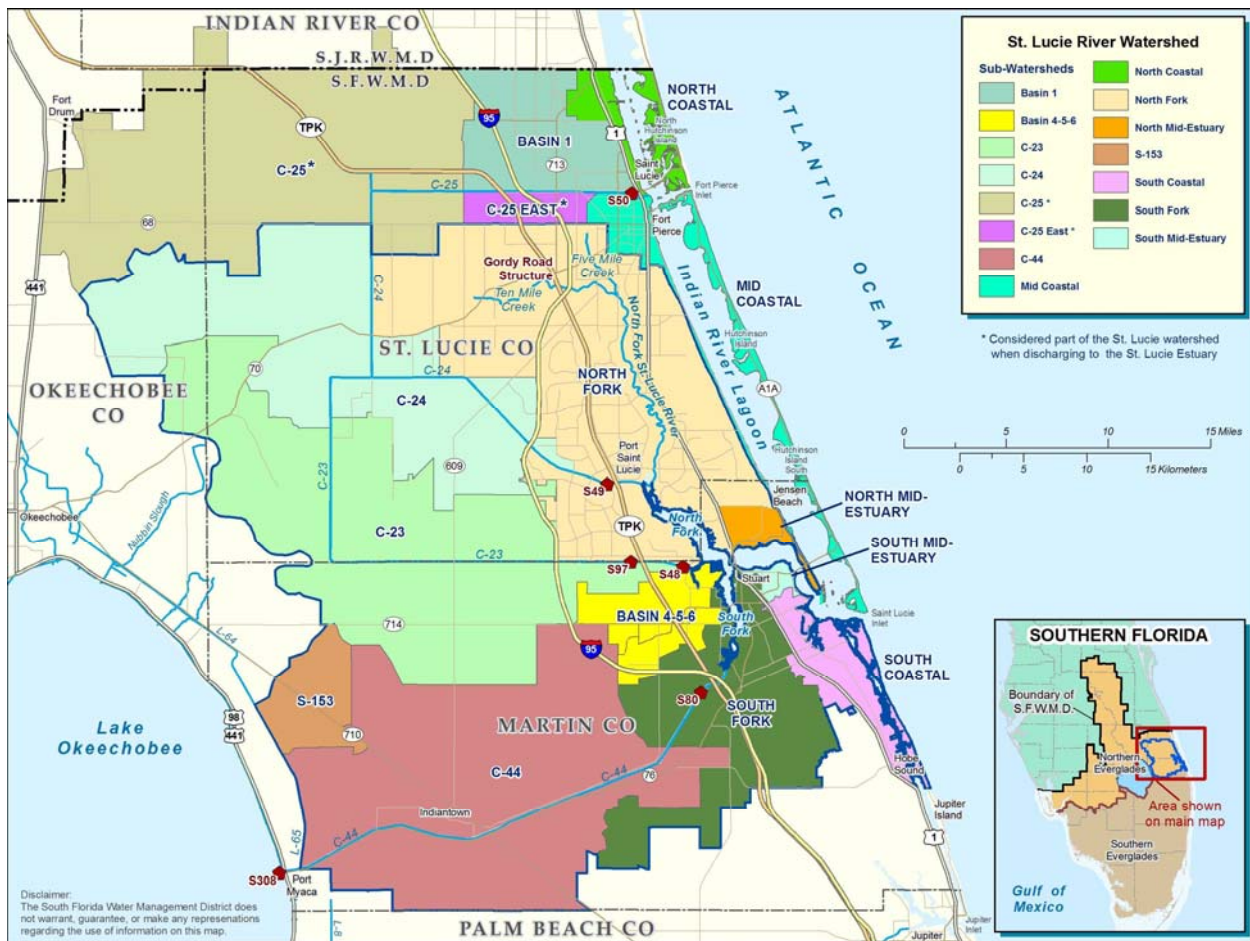 INDIAN RIVER CO
S.J.R.W.M.D
S.F.W.M.D
Fort
Drum
TPK
95
NORTH
COASTAL
1
North
Hutchinson
Island
BASIN 1
713
Saint
Lucie
C-25*
C-25
S50
Fort Pierce
Inlet
C-25 EAST*
Fort
Pierce
68
441
Gordy Road
Structure
Five Mile
Creek
Ten Mile
Creek
C-24
Indian River Lagoon
MID
COASTAL
ATLANTIC OCEAN
North Fork St. Lucie River
Hutchinson
Island
ST. LUCIE CO
70
C-24
NORTH
FORK
A1A
OKEECHOBEE
CO
C-24
609
C-23
Port
Saint
Lucie
Hutchinson
Island
South
S49
Jensen
Beach
Nubbin Slough
Okeechobee
TPK
North
Fork
NORTH MID-
ESTUARY
C-23
SOUTH MID-
ESTUARY
C-23
S97
S48
Stuart
BASIN 4-5-6
South
Fork
Saint Lucie
Inlet
L-64
714
95
SOUTH
COASTAL
S-153
S80
MARTIN CO
SOUTH
FORK
98
441
710
Lake
Okeechobee
C-44
C-44
76
Hobe
Sound
Indiantown
Jupiter
Island
L-65
C-44
1
S308
Port
Myaca
L-8
PALM BEACH CO
Jupiter
Inlet
Jupiter
Disclaimer:
The South Florida Water Management District does
not warrant, guarantee, or make any represenations
regarding the use of information on this map.
St. Lucie River Watershed
Sub-Watersheds
Basin 1
Basin 4-5-6
C-23
C-24
C-25 *
C-25 East *
C-44
Mid Coastal
North Coastal
North Fork
North Mid-Estuary
S-153
South Coastal
South Fork
South Mid-Estuary
* Considered part of the St. Lucie watershed
when discharging to the St. Lucie Estuary
0 5 10 15 Miles
0 5 10 15 Kilometers
SOUTHERN FLORIDA
Boundary of
S.F.W.M.D.
Northern
Everglades
Area shown
on main map
Southern
Everglades
Gulf of
Mexico